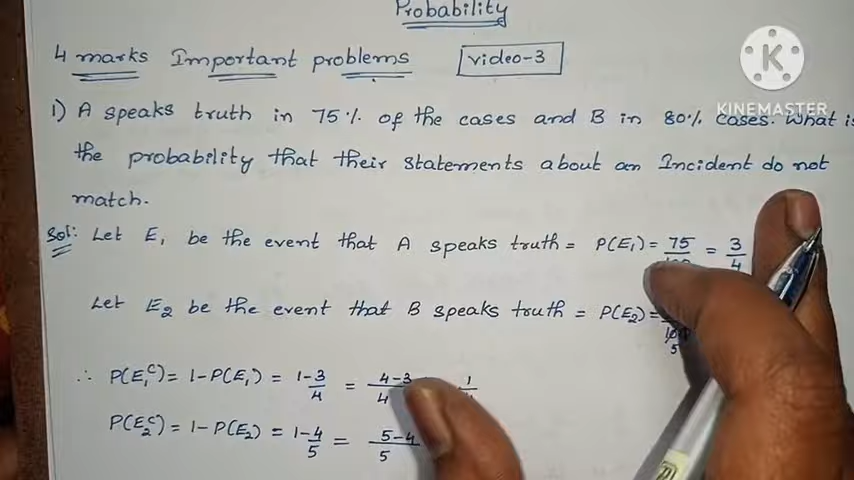 Probability
4 marks Important problems video-3
K
KINEMASTER
1) A speaks truth in 75% of the cases and B in 80% cases. What is
the probability that their statements about an Incident do not
match.
Sol: Let E₁ be the event that A speaks truth = P(E₁) = 75/100 = 3/4
Let E₂ be the event that B speaks truth = P(E₂) =
∴ P(E₁ᶜ) = 1-P(E₁) = 1-3/4 = 4-3/4 1
P(E₂ᶜ) = 1-P(E₂) = 1-4/5 = 5-4/5